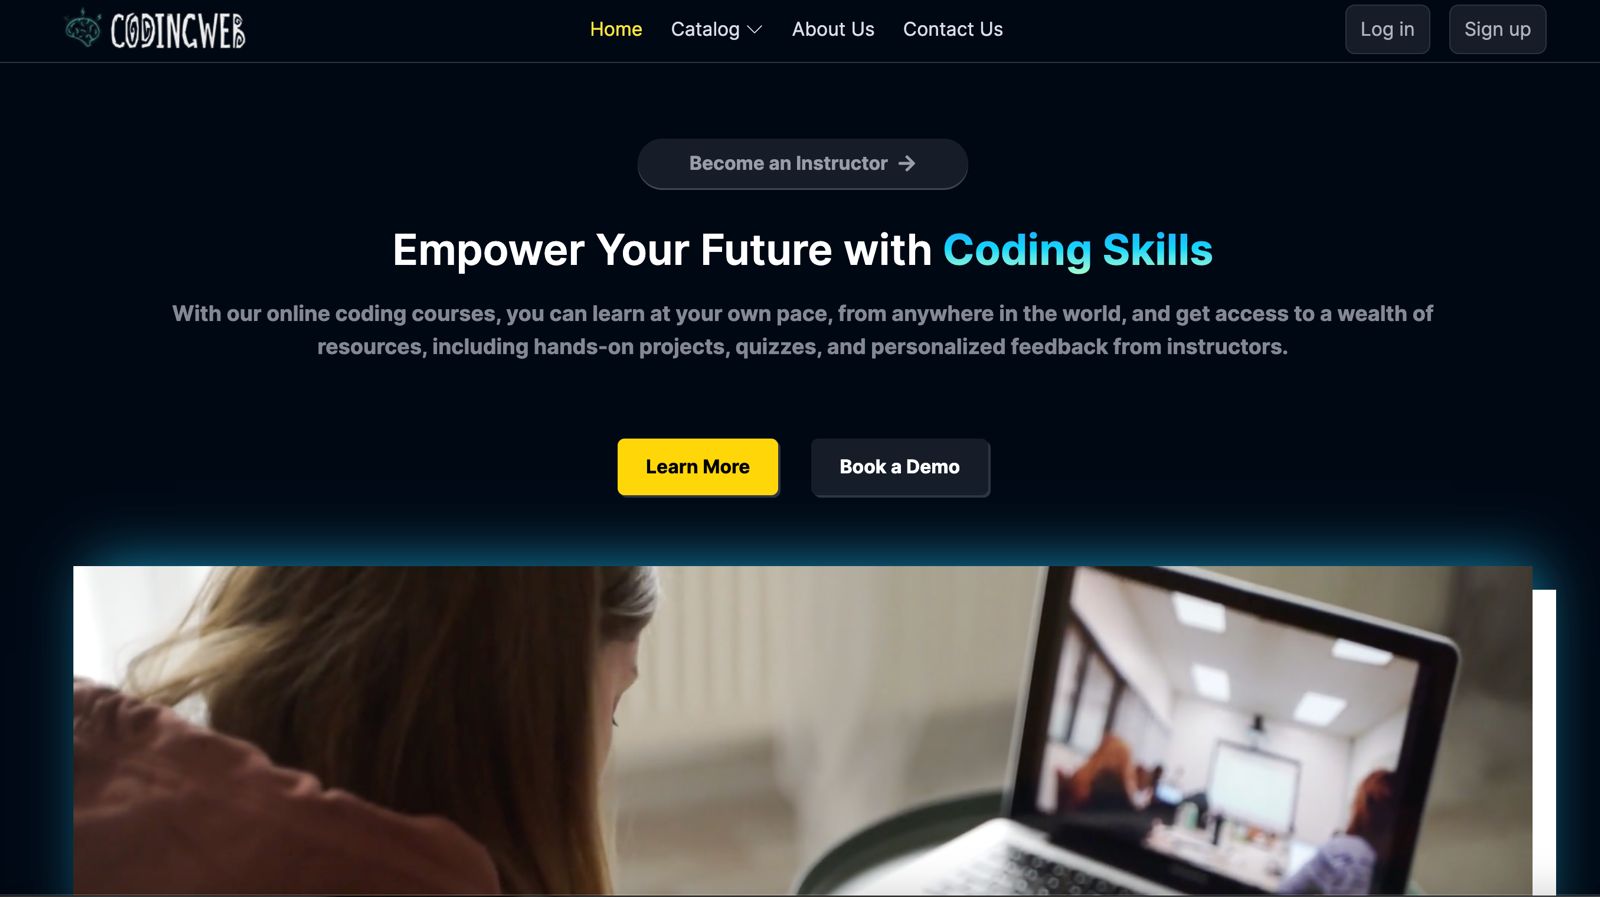 CODINGWEB
Home
Catalog
About Us
Contact Us
Log in
Sign up
Become an Instructor
Empower Your Future with Coding Skills
With our online coding courses, you can learn at your own pace, from anywhere in the world, and get access to a wealth of
resources, including hands-on projects, quizzes, and personalized feedback from instructors.
Learn More
Book a Demo